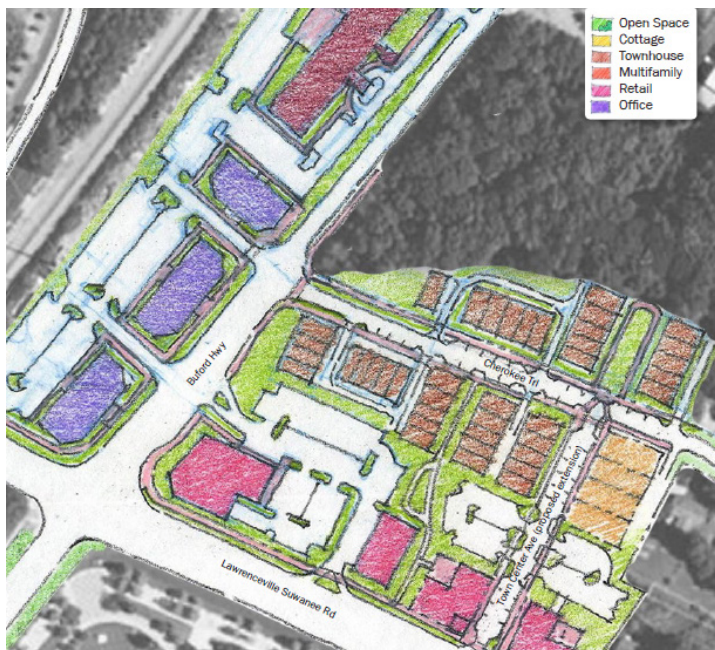 Open Space
Cottage
Townhouse
Multifamily
Retail
Office
Buford Hwy
Cherokee Trl
Town Center Ave (proposed extension)
Lawrenceville Suwanee Rd